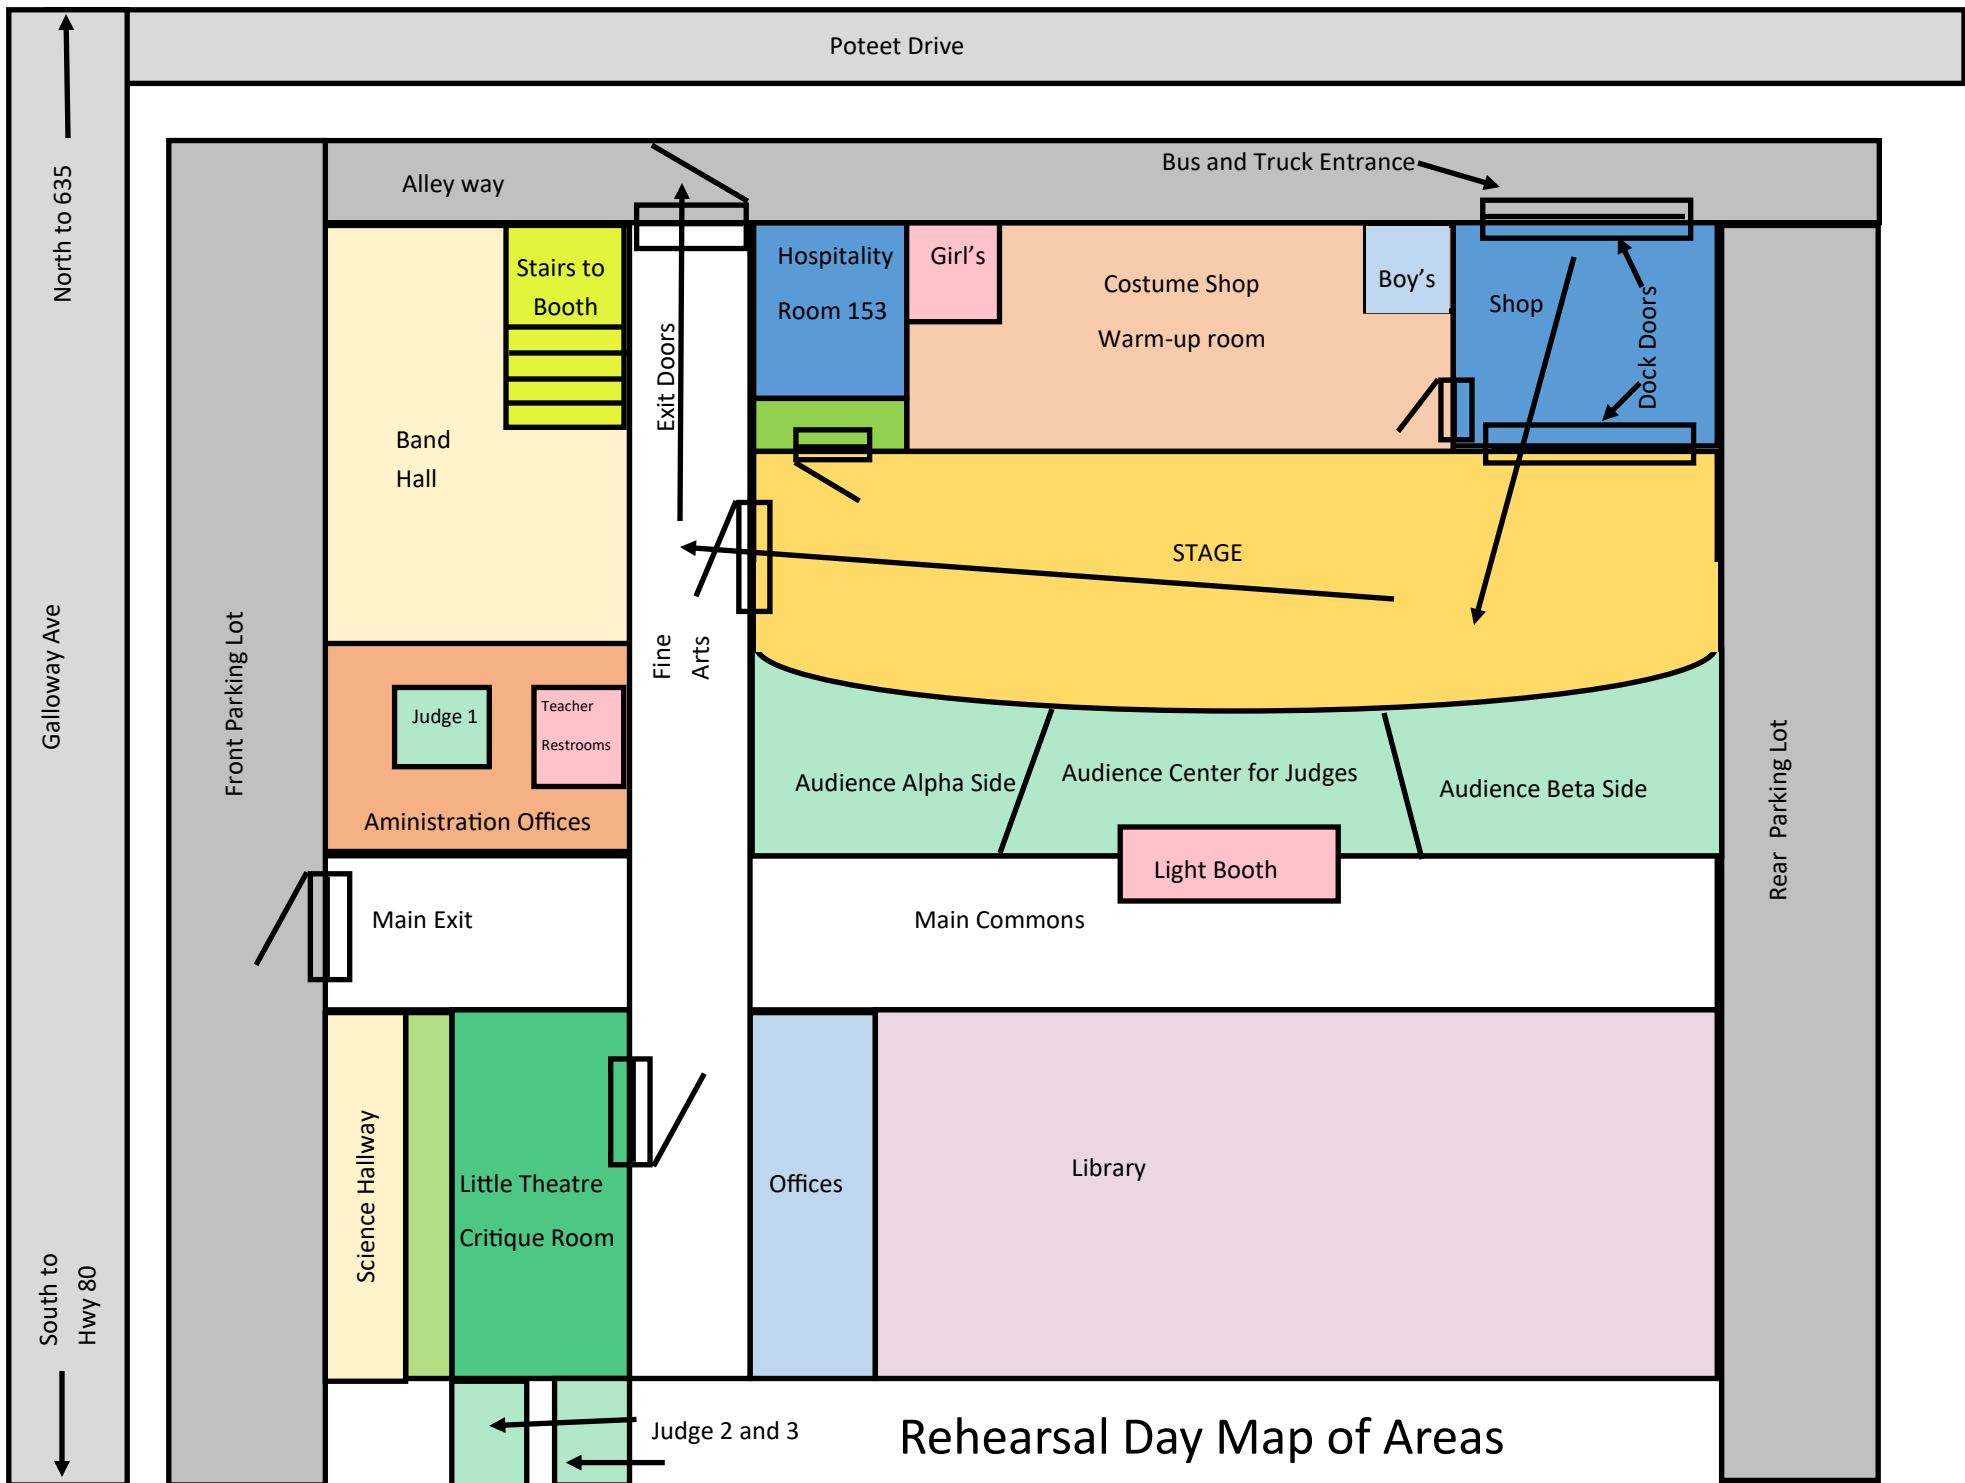 Poteet Drive
North to 635
Galloway Ave
South to
Hwy 80
Front Parking Lot
Alley way
Bus and Truck Entrance
Stairs to
Booth
Band
Hall
Exit Doors
Hospitality
Room 153
Girl's
Costume Shop
Warm-up room
Boy's
Shop
Dock Doors
STAGE
Fine
Arts
Judge 1
Teacher
Restrooms
Aministration Offices
Audience Alpha Side
Audience Center for Judges
Audience Beta Side
Light Booth
Rear Parking Lot
Main Exit
Main Commons
Science Hallway
Little Theatre
Critique Room
Offices
Library
Judge 2 and 3
Rehearsal Day Map of Areas